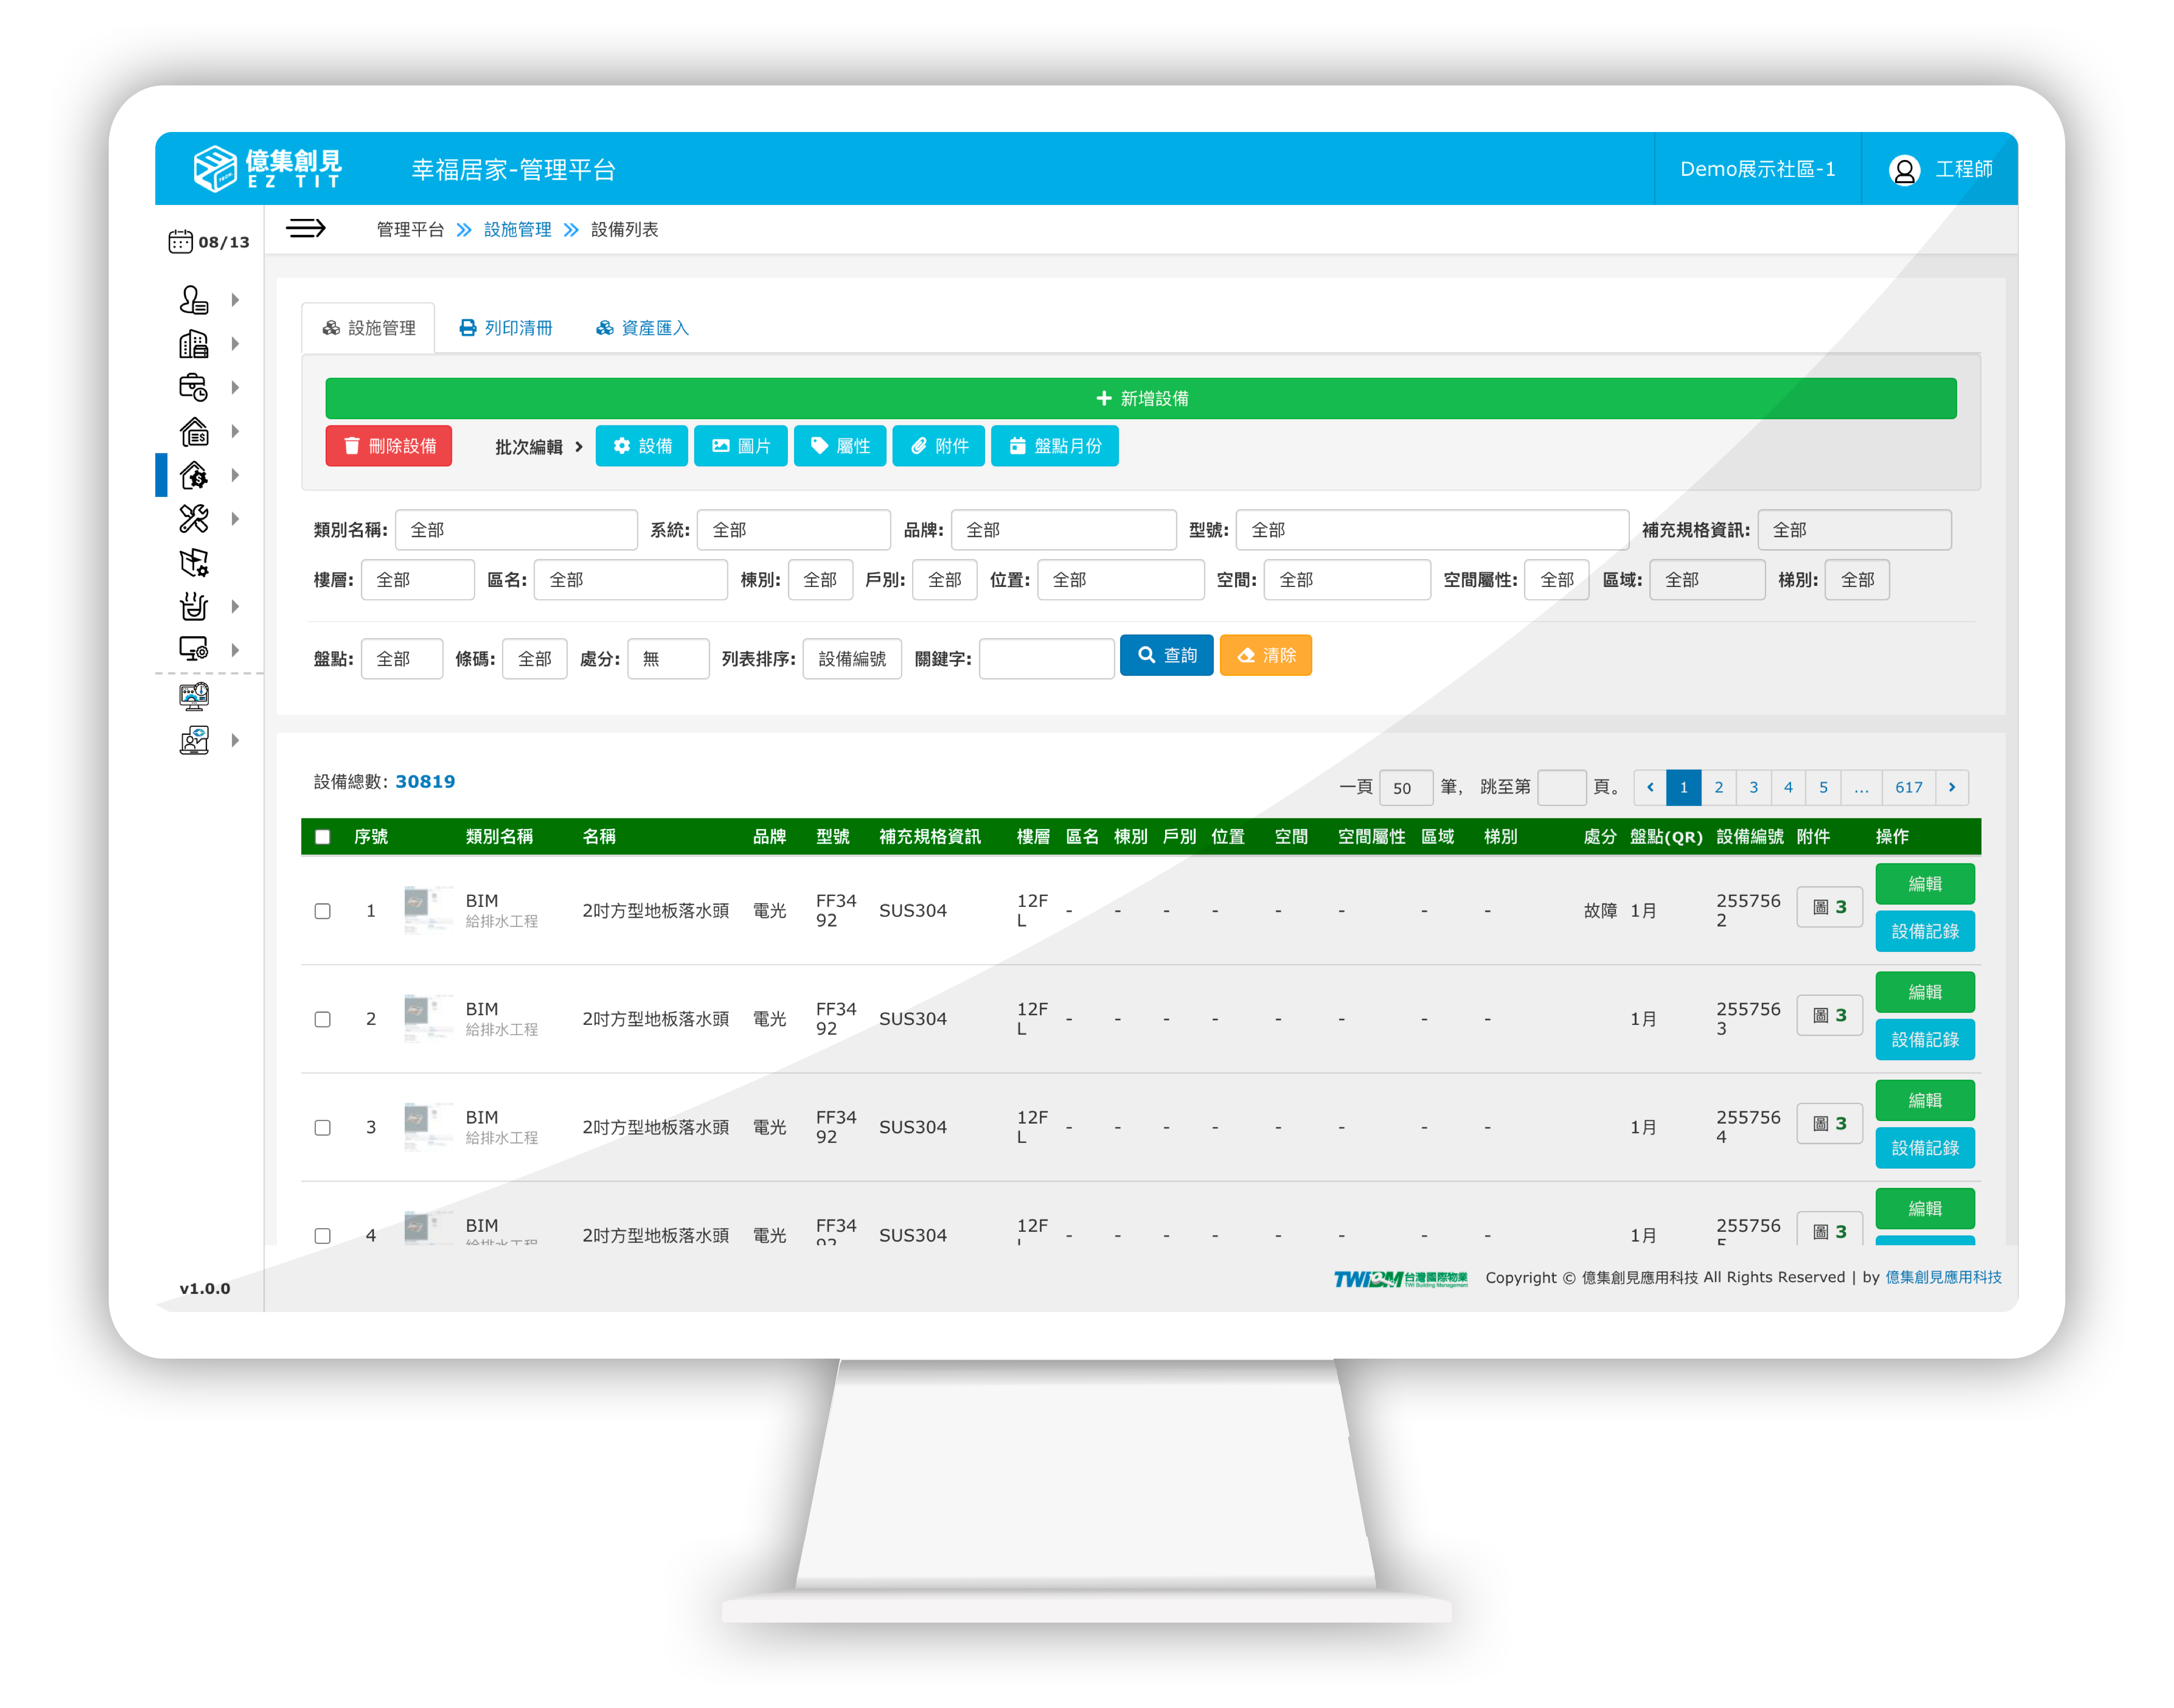 億集創見
EZ TIT
幸福居家-管理平台
Demo展示社區-1
工程師
08/13
管理平台 設施管理 設備列表
設施管理 列印清冊 資產匯入
新增設備
刪除設備 批次編輯 設備 圖片 屬性 附件 盤點月份
類別名稱: 全部 系統: 全部 品牌: 全部 型號: 全部 補充規格資訊: 全部
樓層: 全部 區名: 全部 棟別: 全部 戶別: 全部 位置: 全部 空間: 全部 空間屬性: 全部 區域: 全部 梯別: 全部
盤點: 全部 條碼: 全部 處分: 無 列表排序: 設備編號 關鍵字: 查詢 清除
設備總數: 30819
一頁 50 筆, 跳至第 頁。 1 2 3 4 5 ... 617
序號 類別名稱 名稱 品牌 型號 補充規格資訊 樓層 區名 棟別 戶別 位置 空間 空間屬性 區域 梯別 處分 盤點(QR) 設備編號 附件 操作
1 BIM 給排水工程 2吋方型地板落水頭 電光 FF3492 SUS304 12FL - - - - - - - - 故障 1月 2557562 圖 3 編輯 設備記錄
2 BIM 給排水工程 2吋方型地板落水頭 電光 FF3492 SUS304 12FL - - - - - - - - 1月 2557563 圖 3 編輯 設備記錄
3 BIM 給排水工程 2吋方型地板落水頭 電光 FF3492 SUS304 12FL - - - - - - - - 1月 2557564 圖 3 編輯 設備記錄
4 BIM 2吋方型地板落水頭 電光 FF34 SUS304 12F - - - - - - - - 1月 255756 圖 3 編輯
v1.0.0
TWIBM 台灣國際物業 TWI Building Management Copyright © 億集創見應用科技 All Rights Reserved | by 億集創見應用科技